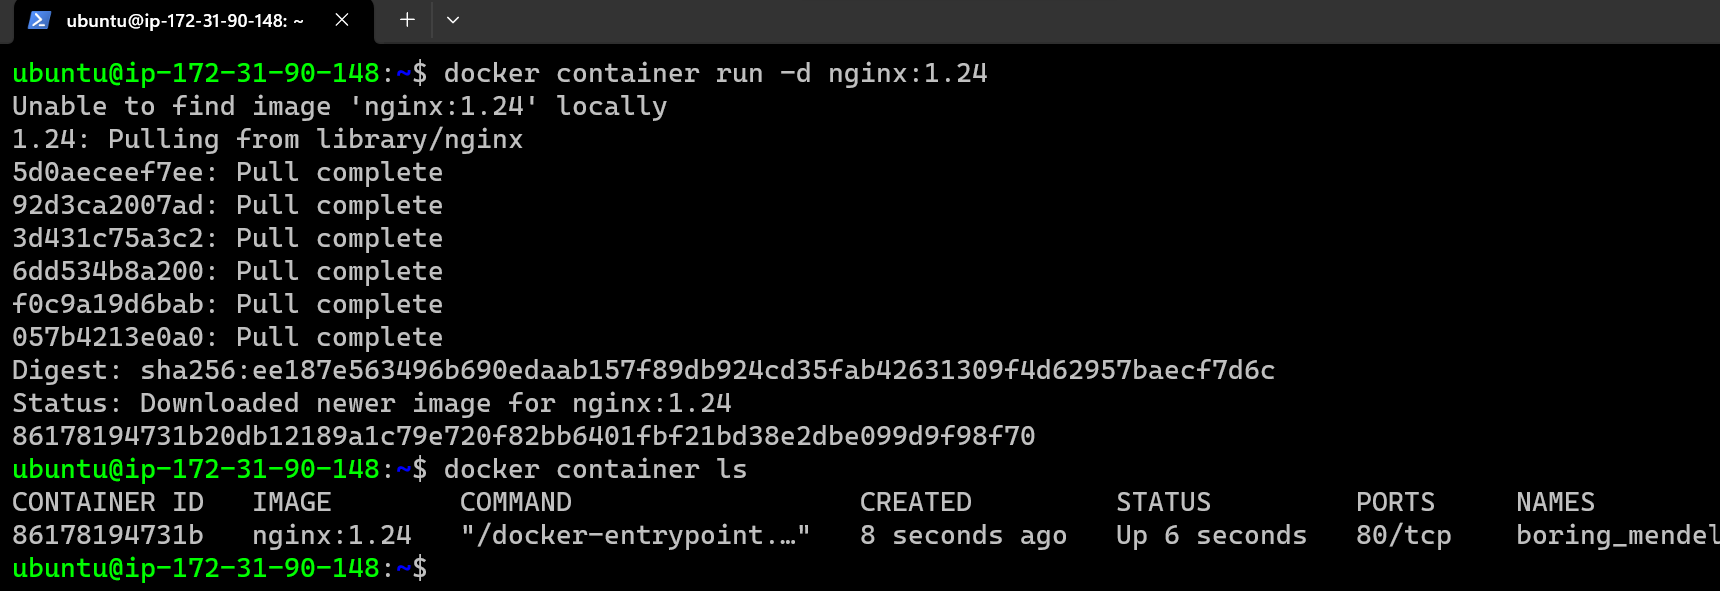 ubuntu@ip-172-31-90-148: ~
ubuntu@ip-172-31-90-148:~$ docker container run -d nginx:1.24
Unable to find image 'nginx:1.24' locally
1.24: Pulling from library/nginx
5d0aeceef7ee: Pull complete
92d3ca2007ad: Pull complete
3d431c75a3c2: Pull complete
6dd534b8a200: Pull complete
f0c9a19d6bab: Pull complete
057b4213e0a0: Pull complete
Digest: sha256:ee187e563496b690edaab157f89db924cd35fab42631309f4d62957baecf7d6c
Status: Downloaded newer image for nginx:1.24
86178194731b20db12189a1c79e720f82bb6401fbf21bd38e2dbe099d9f98f70
ubuntu@ip-172-31-90-148:~$ docker container ls
CONTAINER ID   IMAGE        COMMAND                  CREATED         STATUS         PORTS     NAMES
86178194731b   nginx:1.24   "/docker-entrypoint.…"   8 seconds ago   Up 6 seconds   80/tcp    boring_mendel
ubuntu@ip-172-31-90-148:~$